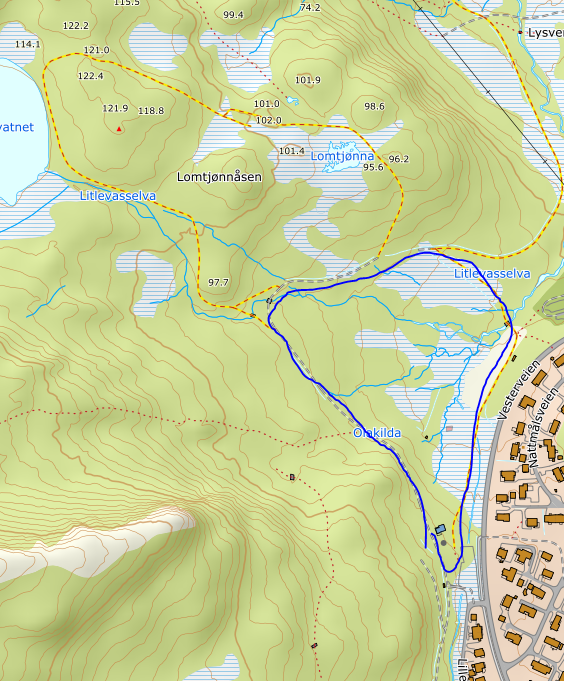 115.5
74.2
99.4
122.2
Lysve
114.1
121.0
122.4
101.9
121.9
118.8
101.0
98.6
102.0
vatnet
101.4
Lomtjønna
96.2
95.6
Lomtjønnåsen
Litlevasselva
Litlevasselva
97.7
Vesterveien
Nattmålsveien
Olakilda
Lille